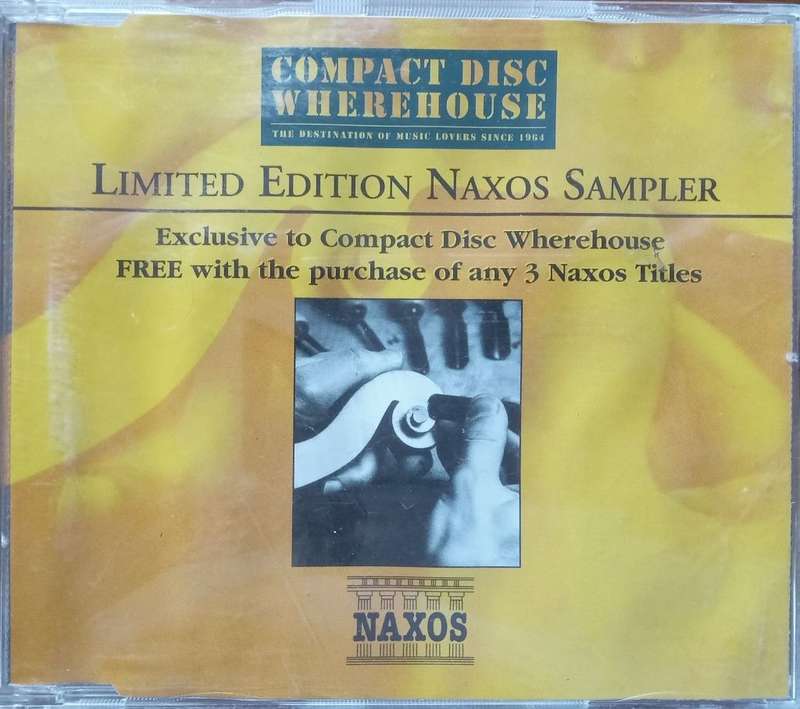 COMPACT DISC
WHEREHOUSE
THE DESTINATION OF MUSIC LOVERS SINCE 1964
LIMITED EDITION NAXOS SAMPLER
Exclusive to Compact Disc Wherehouse
FREE with the purchase of any 3 Naxos Titles
NAXOS